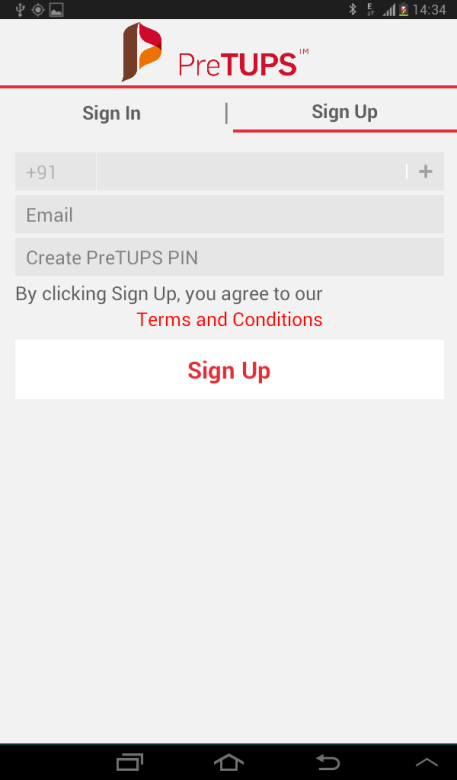 14:34
PreTUPS™
Sign In | Sign Up
+91 +
Email
Create PreTUPS PIN
By clicking Sign Up, you agree to our
Terms and Conditions
Sign Up